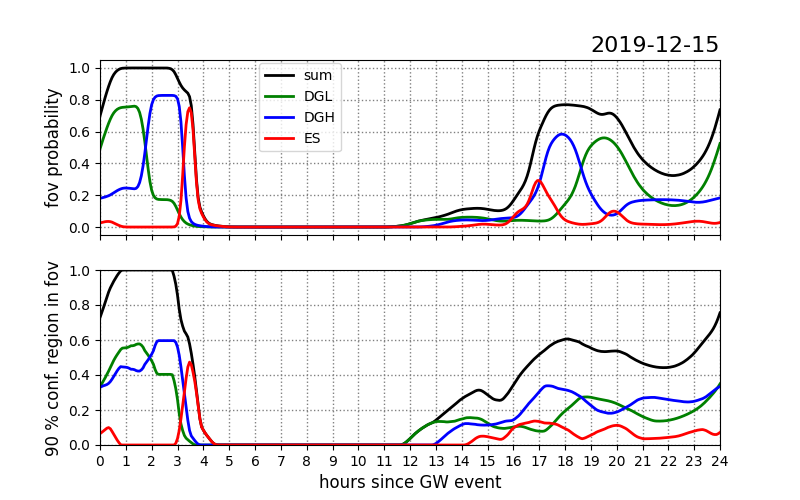 2019-12-15
1.0
0.8
0.6
0.4
0.2
0.0
fov probability
sum
DGL
DGH
ES
1.0
0.8
0.6
0.4
0.2
0.0
90 % conf. region in fov
0 1 2 3 4 5 6 7 8 9 10 11 12 13 14 15 16 17 18 19 20 21 22 23 24
hours since GW event